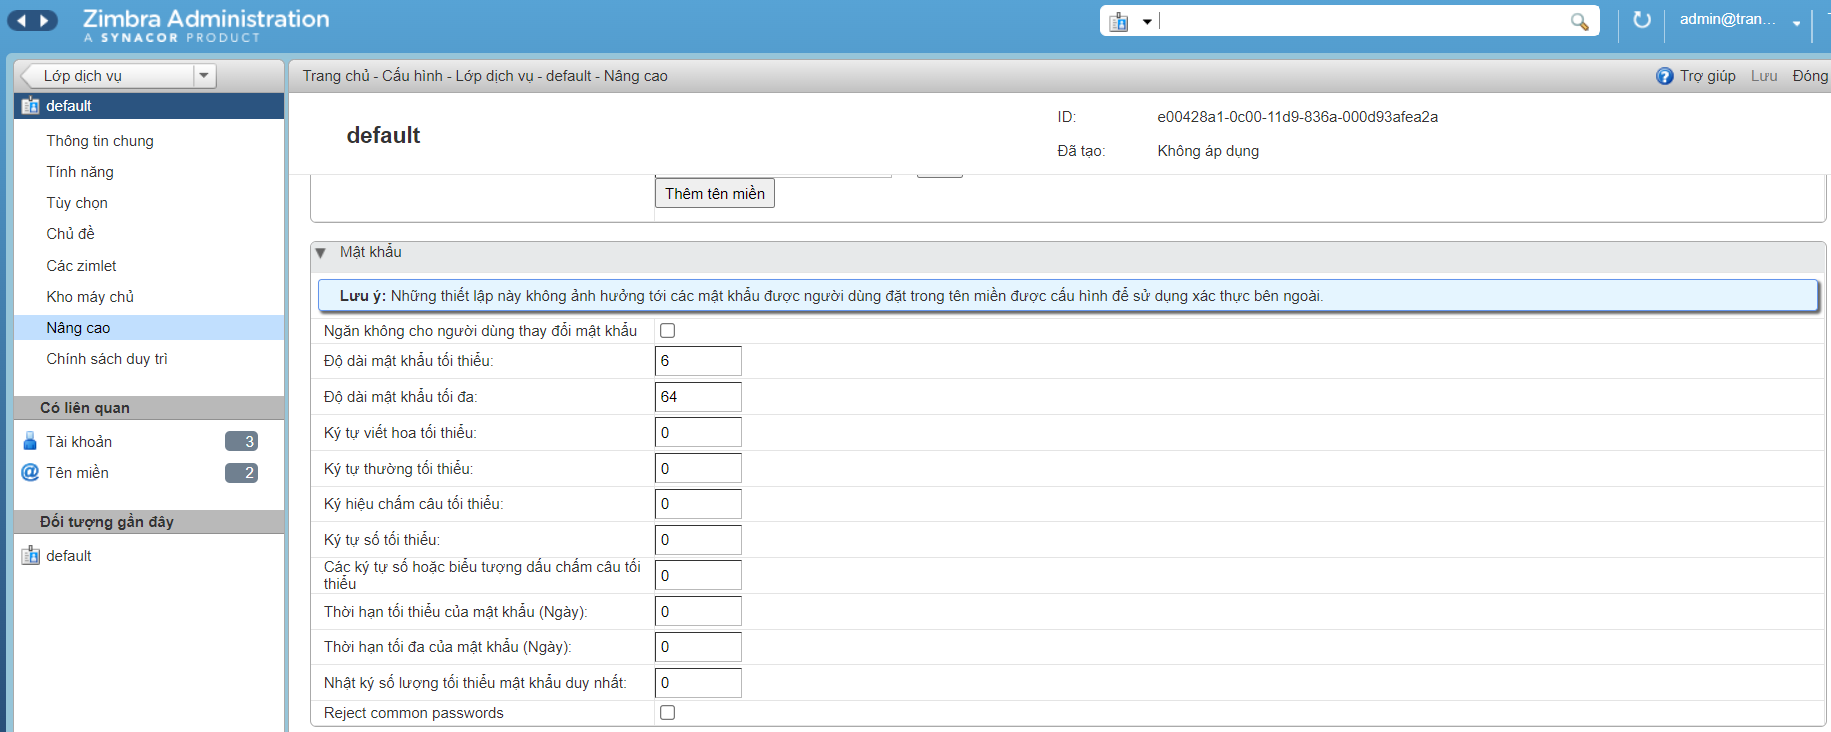 Zimbra Administration
A SYNACOR PRODUCT
admin@tran...
Lớp dịch vụ
Trang chủ - Cấu hình - Lớp dịch vụ - default - Nâng cao
Trợ giúp
Lưu
Đóng
default
Thông tin chung
Tính năng
Tùy chọn
Chủ đề
Các zimlet
Kho máy chủ
Nâng cao
Chính sách duy trì
Có liên quan
Tài khoản 3
Tên miền 2
Đối tượng gần đây
default
default
ID: e00428a1-0c00-11d9-836a-000d93afea2a
Đã tạo: Không áp dụng
Thêm tên miền
Mật khẩu
Lưu ý: Những thiết lập này không ảnh hưởng tới các mật khẩu được người dùng đặt trong tên miền được cấu hình để sử dụng xác thực bên ngoài.
Ngăn không cho người dùng thay đổi mật khẩu
Độ dài mật khẩu tối thiểu: 6
Độ dài mật khẩu tối đa: 64
Ký tự viết hoa tối thiểu: 0
Ký tự thường tối thiểu: 0
Ký hiệu chấm câu tối thiểu: 0
Ký tự số tối thiểu: 0
Các ký tự số hoặc biểu tượng dấu chấm câu tối
thiểu 0
Thời hạn tối thiểu của mật khẩu (Ngày): 0
Thời hạn tối đa của mật khẩu (Ngày): 0
Nhật ký số lượng tối thiểu mật khẩu duy nhất: 0
Reject common passwords